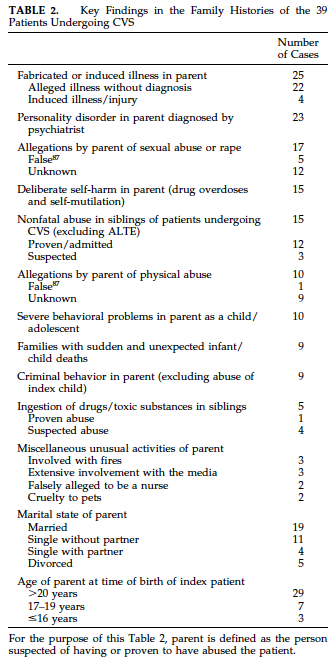 TABLE 2. Key Findings in the Family Histories of the 39
Patients Undergoing CVS
Number
of Cases
Fabricated or induced illness in parent 25
Alleged illness without diagnosis 22
Induced illness/injury 4
Personality disorder in parent diagnosed by 23
psychiatrist
Allegations by parent of sexual abuse or rape 17
False87 5
Unknown 12
Deliberate self-harm in parent (drug overdoses 15
and self-mutilation)
Nonfatal abuse in siblings of patients undergoing 15
CVS (excluding ALTE)
Proven/admitted 12
Suspected 3
Allegations by parent of physical abuse 10
False87 1
Unknown 9
Severe behavioral problems in parent as a child/ 10
adolescent
Families with sudden and unexpected infant/ 9
child deaths
Criminal behavior in parent (excluding abuse of 9
index child)
Ingestion of drugs/toxic substances in siblings 5
Proven abuse 1
Suspected abuse 4
Miscellaneous unusual activities of parent
Involved with fires 3
Extensive involvement with the media 3
Falsely alleged to be a nurse 2
Cruelty to pets 2
Marital state of parent
Married 19
Single without partner 11
Single with partner 4
Divorced 5
Age of parent at time of birth of index patient
>20 years 29
17–19 years 7
≤16 years 3
For the purpose of this Table 2, parent is defined as the person
suspected of having or proven to have abused the patient.